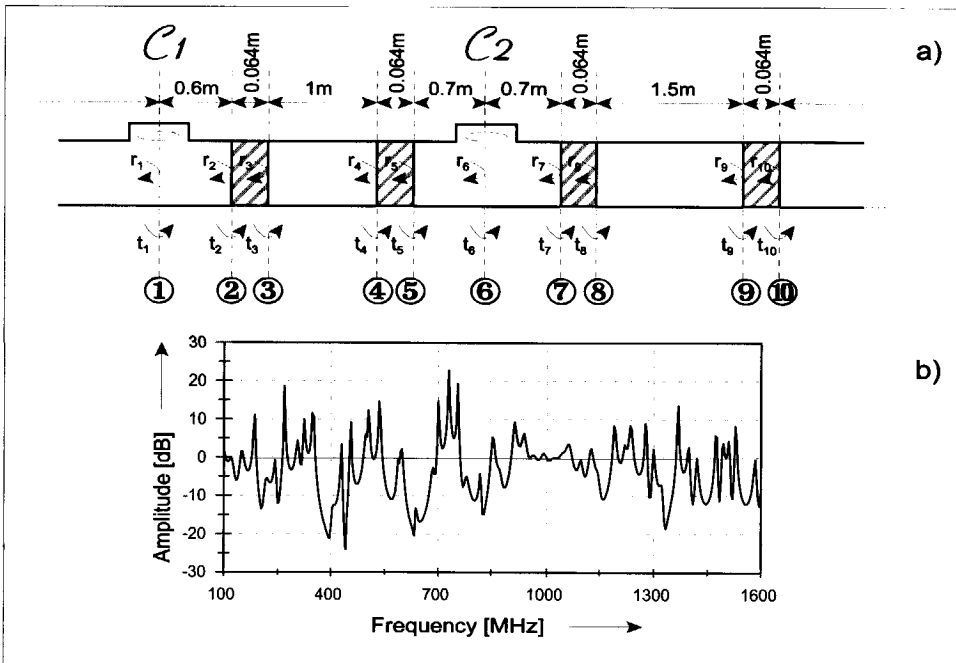 C1 C2 a)
0.064m 0.064m 0.064m 0.064m
0.6m 1m 0.7m 0.7m 1.5m
r1 r2 r3 r4 r5 r6 r7 r9 r10
t1 t2 t3 t4 t5 t6 t7 t8 t9 t10
① ② ③ ④ ⑤ ⑥ ⑦ ⑧ ⑨ ⑩
b)
Amplitude [dB]
30
20
10
0
-10
-20
-30
100 400 700 1000 1300 1600
Frequency [MHz]